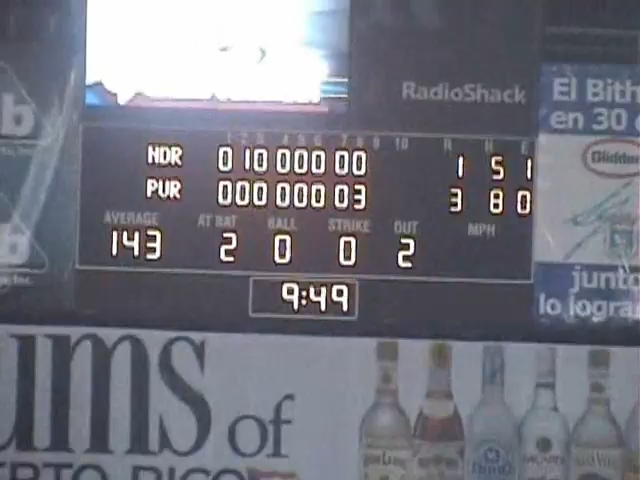 RadioShack
El Bith
en 30
b
1 2 3 4 5 6 7 8 9 10 R H E
NDR 0 1 0 0 0 0 0 0 1 5 1
PUR 0 0 0 0 0 0 0 3 3 8 0
Glidden
AVERAGE AT BAT BALL STRIKE OUT MPH
143 2 0 0 2
9:49
junto
lo logra
ums of
ERTO RICO